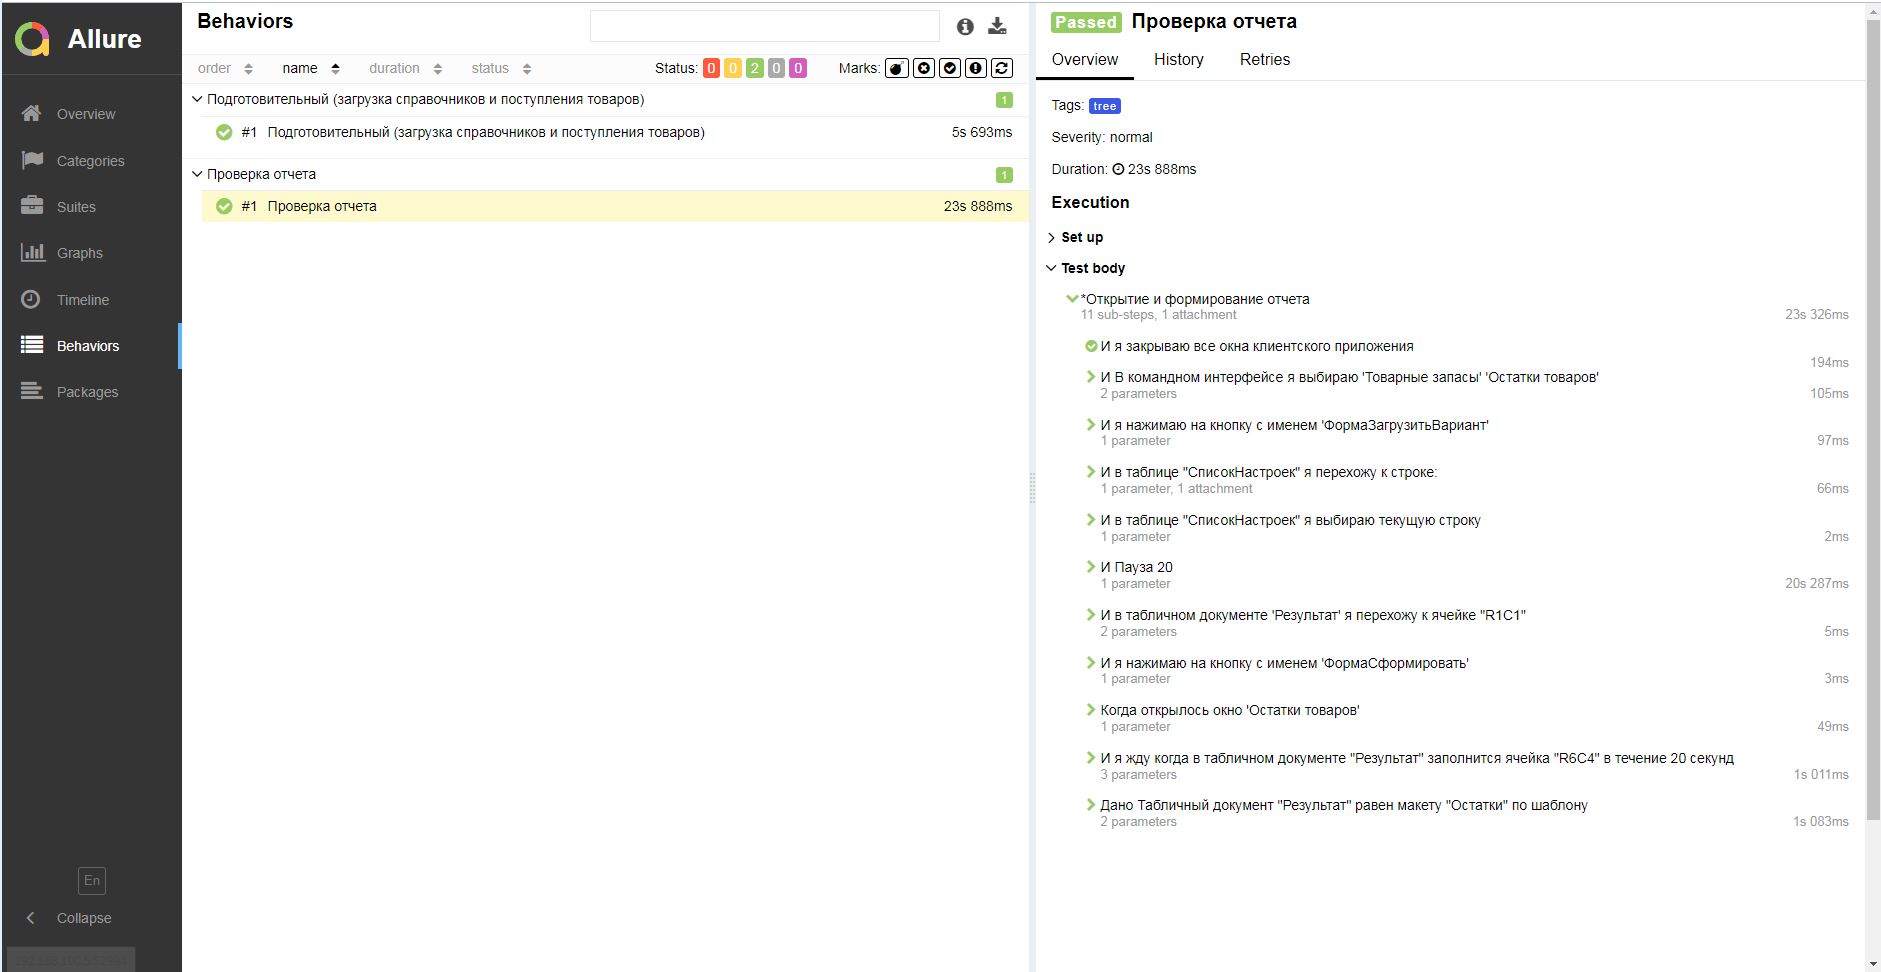 Allure
Overview
Categories
Suites
Graphs
Timeline
Behaviors
Packages
En
Collapse
Behaviors
order name duration status Status: 0 0 2 0 0 Marks:
Подготовительный (загрузка справочников и поступления товаров) 1
#1 Подготовительный (загрузка справочников и поступления товаров) 5s 693ms
Проверка отчета 1
#1 Проверка отчета 23s 888ms
Passed Проверка отчета
Overview History Retries
Tags: tree
Severity: normal
Duration: 23s 888ms
Execution
Set up
Test body
*Открытие и формирование отчета
11 sub-steps, 1 attachment 23s 326ms
И я закрываю все окна клиентского приложения
194ms
И В командном интерфейсе я выбираю 'Товарные запасы' 'Остатки товаров'
2 parameters 105ms
И я нажимаю на кнопку с именем 'ФормаЗагрузитьВариант'
1 parameter 97ms
И в таблице "СписокНастроек" я перехожу к строке:
1 parameter, 1 attachment 66ms
И в таблице "СписокНастроек" я выбираю текущую строку
1 parameter 2ms
И Пауза 20
1 parameter 20s 287ms
И в табличном документе 'Результат' я перехожу к ячейке "R1C1"
2 parameters 5ms
И я нажимаю на кнопку с именем 'ФормаСформировать'
1 parameter 3ms
Когда открылось окно 'Остатки товаров'
1 parameter 49ms
И я жду когда в табличном документе "Результат" заполнится ячейка "R6C4" в течение 20 секунд
3 parameters 1s 011ms
Дано Табличный документ "Результат" равен макету "Остатки" по шаблону
2 parameters 1s 083ms